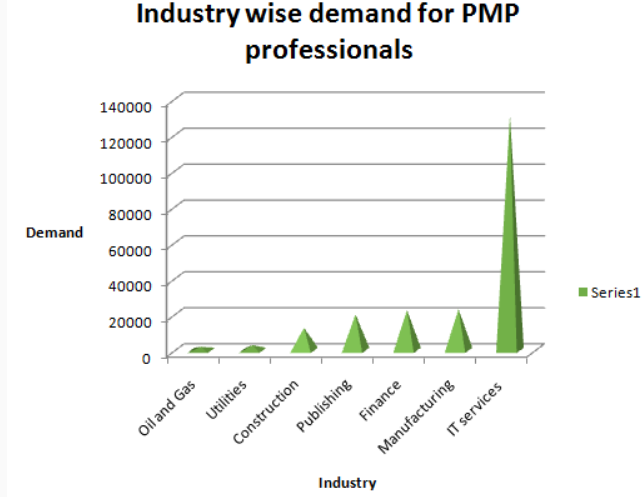 Industry wise demand for PMP
professionals
140000
120000
100000
80000
60000
40000
20000
0
Demand
Series1
Oil and Gas
Utilities
Construction
Publishing
Finance
Manufacturing
IT services
Industry